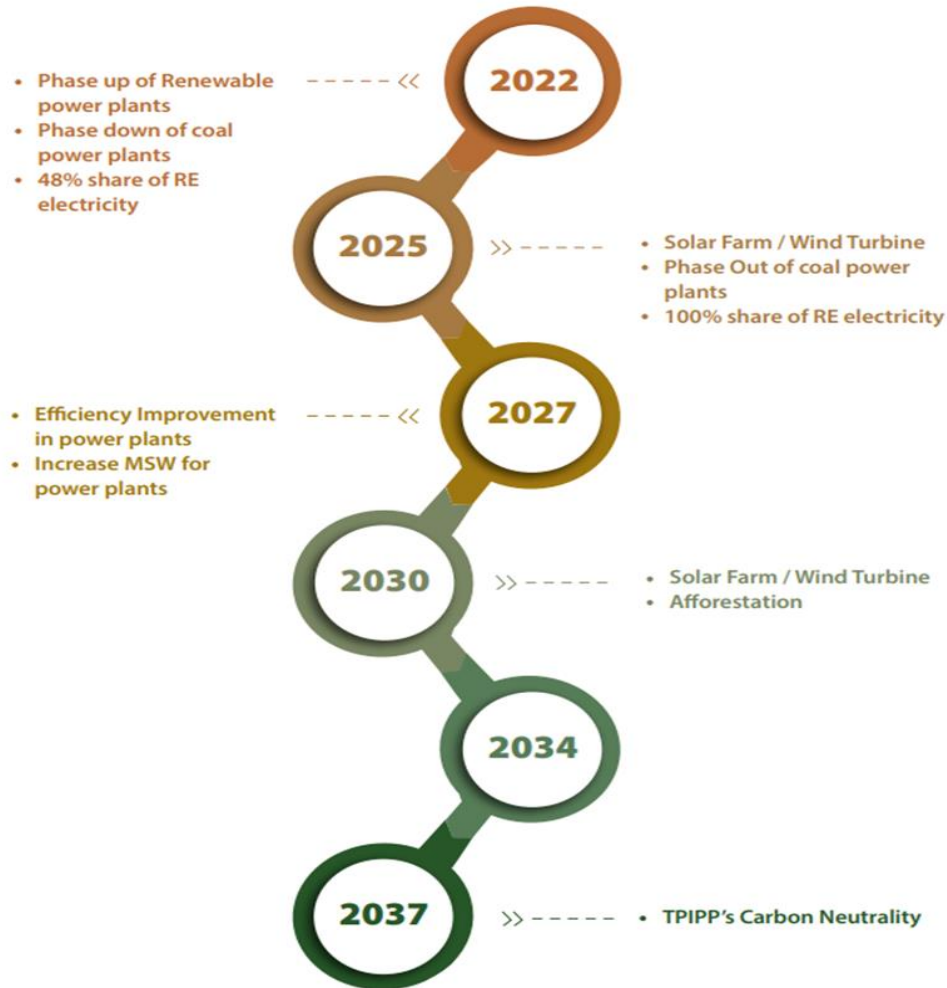 2022
• Phase up of Renewable
power plants
• Phase down of coal
power plants
• 48% share of RE
electricity
2025
• Solar Farm / Wind Turbine
• Phase Out of coal power
plants
• 100% share of RE electricity
2027
• Efficiency Improvement
in power plants
• Increase MSW for
power plants
2030
• Solar Farm / Wind Turbine
• Afforestation
2034
2037
• TPIPP's Carbon Neutrality